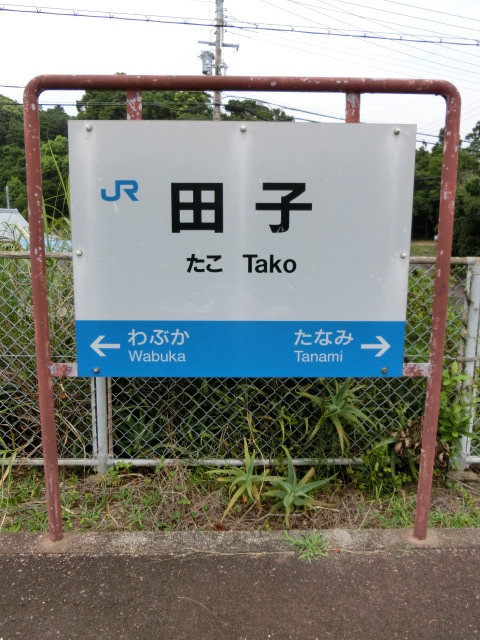 JR 田子
たこ Tako
← わぶか たなみ →
Wabuka Tanami